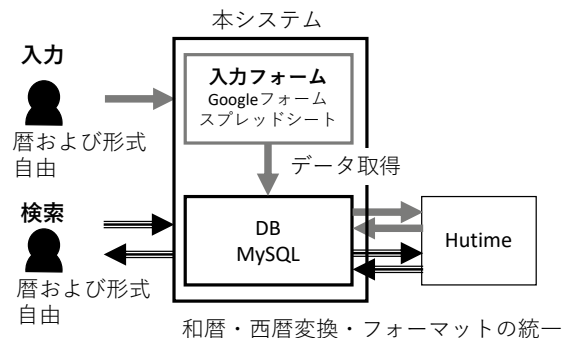 本システム
入力
入力フォーム
Googleフォーム
スプレッドシート
暦および形式
自由
データ取得
検索
DB
MySQL
Hutime
暦および形式
自由
和暦・西暦変換・フォーマットの統一